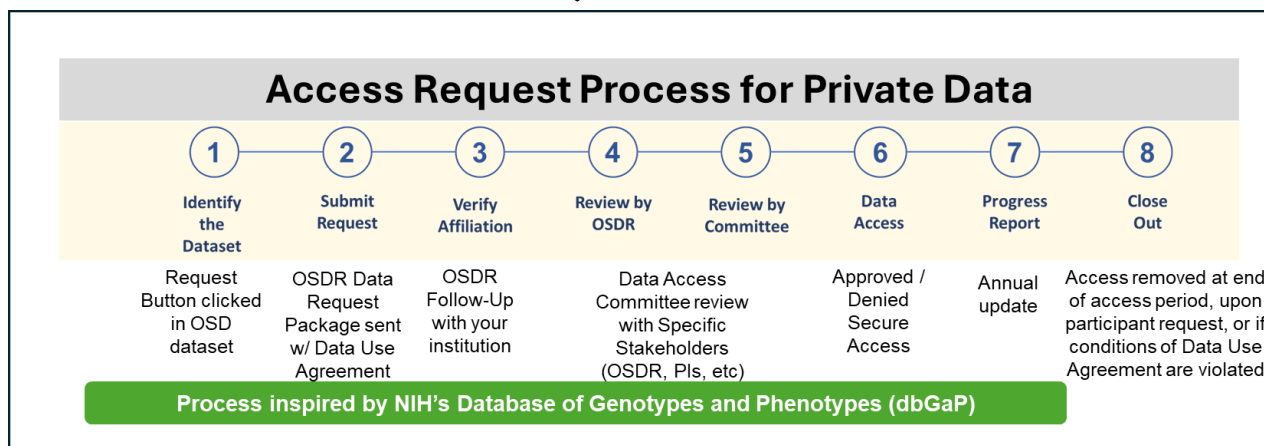 Access Request Process for Private Data
1
2
3
4
5
6
7
8
Identify
the
Dataset
Submit
Request
Verify
Affiliation
Review by
OSDR
Review by
Committee
Data
Access
Progress
Report
Close
Out
Request
Button clicked
in OSD
dataset
OSDR Data
Request
Package sent
w/ Data Use
Agreement
OSDR
Follow-Up
with your
institution
Data Access
Committee review
with Specific
Stakeholders
(OSDR, PIs, etc)
Approved /
Denied
Secure
Access
Annual
update
Access removed at end
of access period, upon
participant request, or if
conditions of Data Use
Agreement are violated
Process inspired by NIH's Database of Genotypes and Phenotypes (dbGaP)